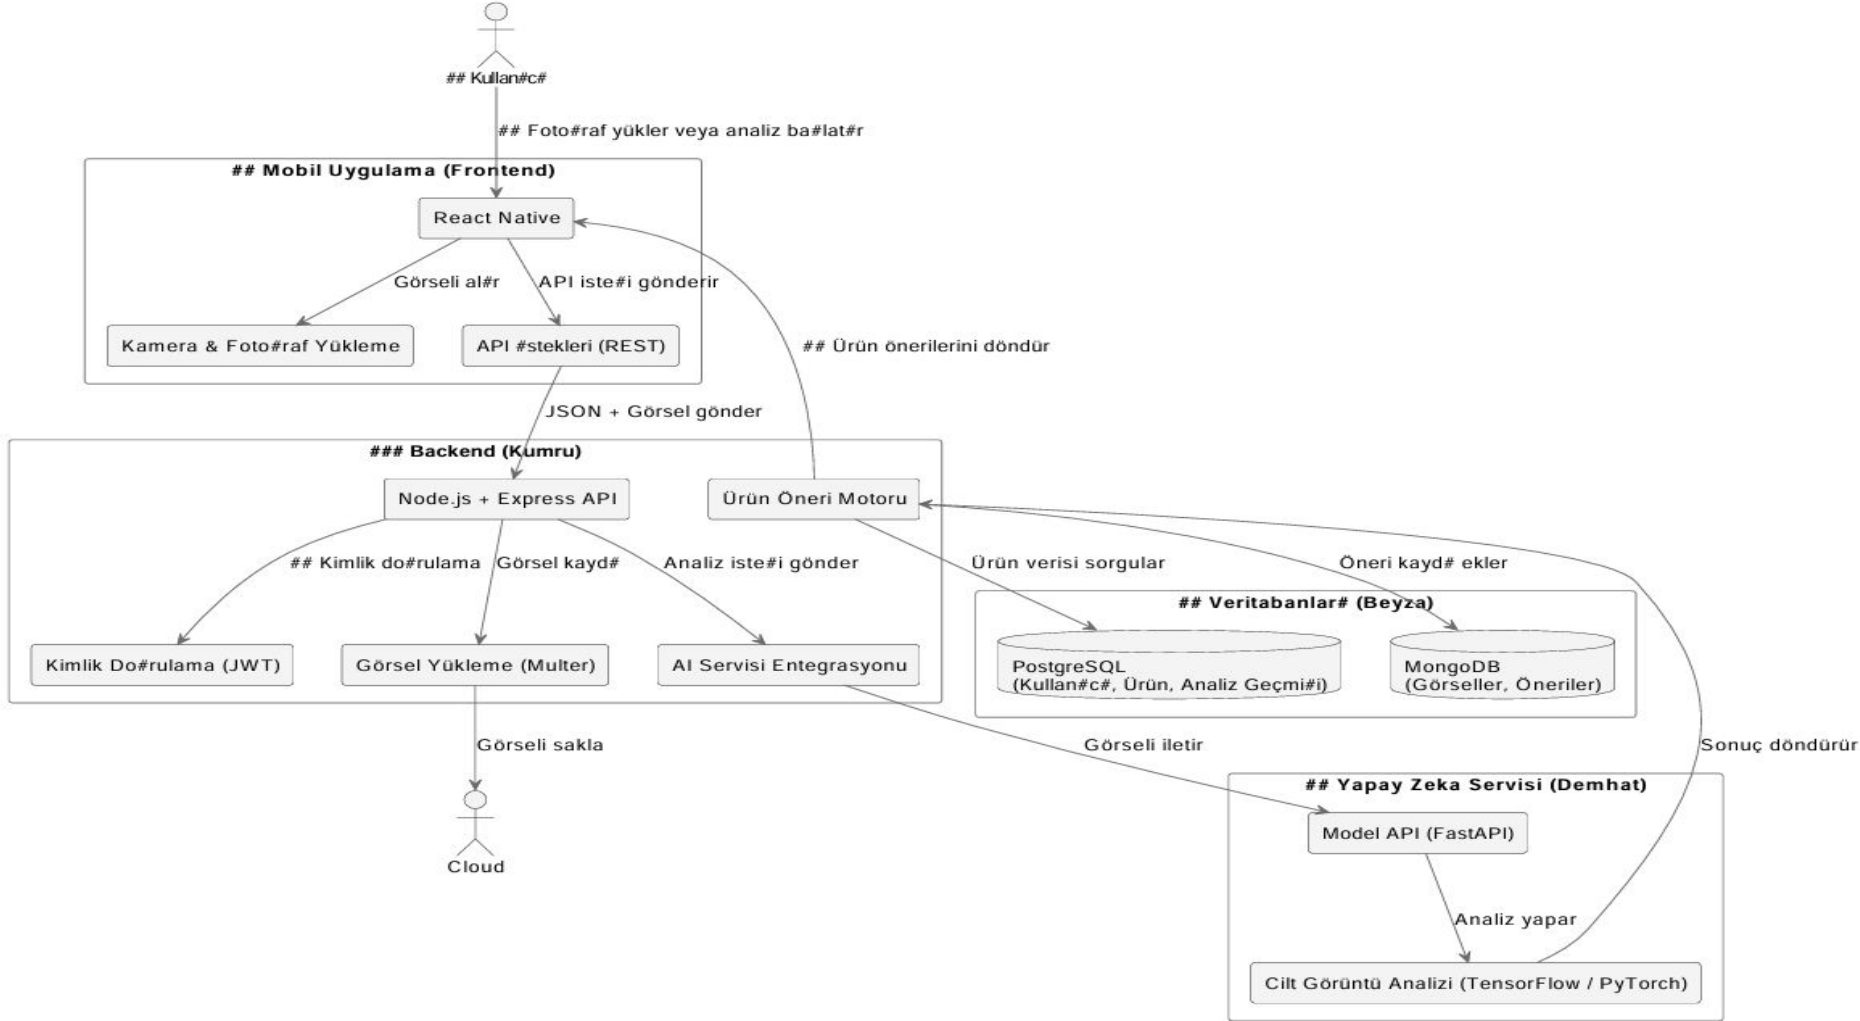 ## Kullan#c#
## Foto#raf yükler veya analiz ba#lat#r
## Mobil Uygulama (Frontend)
React Native
Görseli al#r
API iste#i gönderir
Kamera & Foto#raf Yükleme
API #stekleri (REST)
## Ürün önerilerini döndür
JSON + Görsel gönder
### Backend (Kumru)
Node.js + Express API
Ürün Öneri Motoru
## Kimlik do#rulama
Görsel kayd#
Analiz iste#i gönder
Ürün verisi sorgular
Öneri kayd# ekler
## Veritabanlar# (Beyza)
Kimlik Do#rulama (JWT)
Görsel Yükleme (Multer)
AI Servisi Entegrasyonu
PostgreSQL
(Kullan#c#, Ürün, Analiz Geçmi#i)
MongoDB
(Görseller, Öneriler)
Görseli sakla
Görseli iletir
Sonuç döndürür
## Yapay Zeka Servisi (Demhat)
Model API (FastAPI)
Cloud
Analiz yapar
Cilt Görüntü Analizi (TensorFlow / PyTorch)